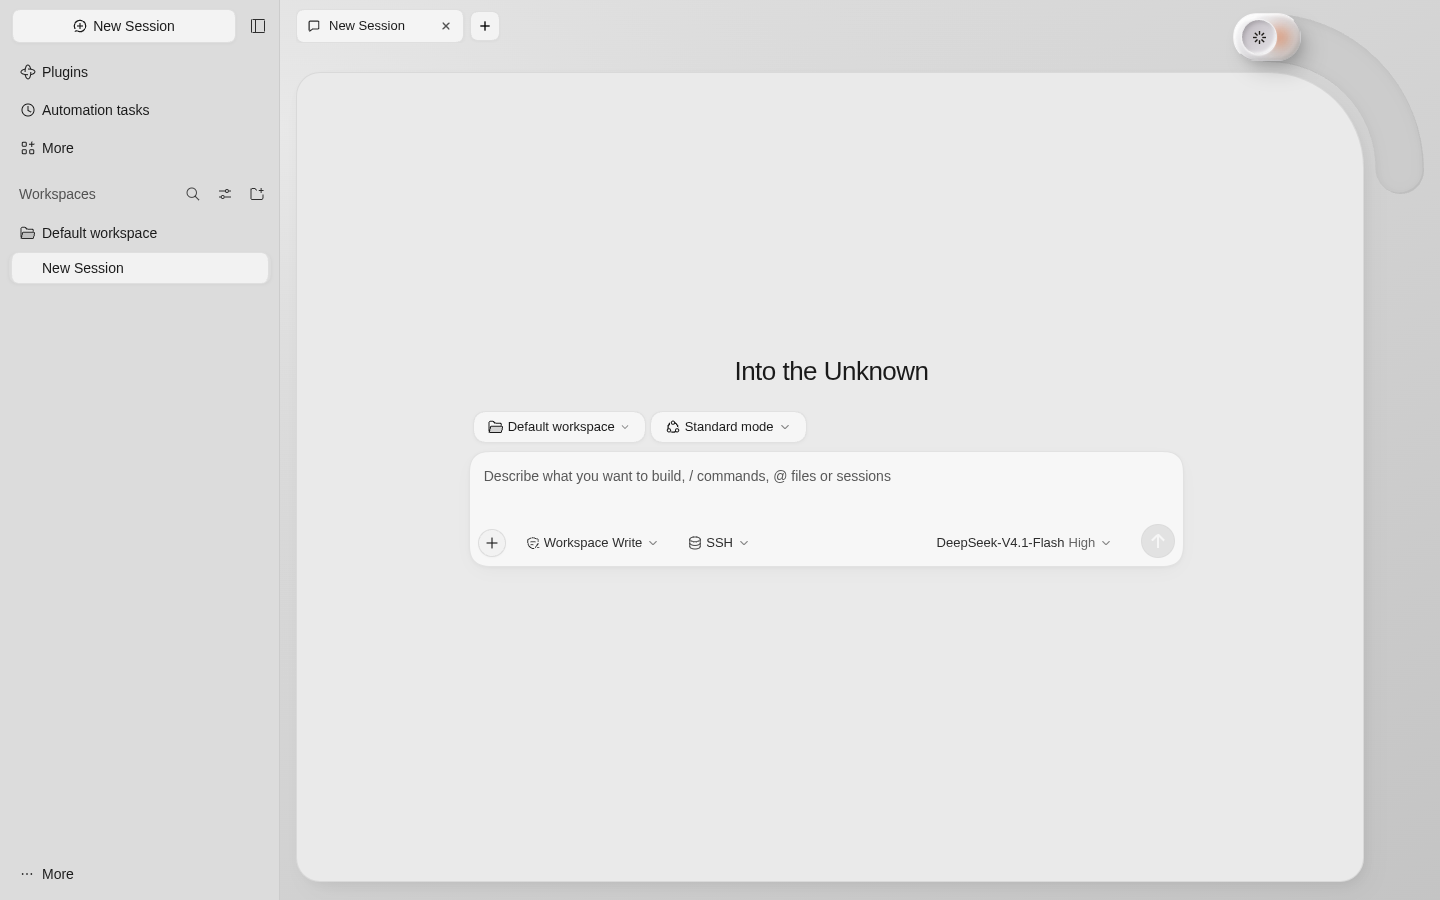 New Session
Plugins
Automation tasks
More
Workspaces
Default workspace
New Session
More
New Session
Into the Unknown
Default workspace
Standard mode
Describe what you want to build, / commands, @ files or sessions
Workspace Write
SSH
DeepSeek-V4.1-Flash High